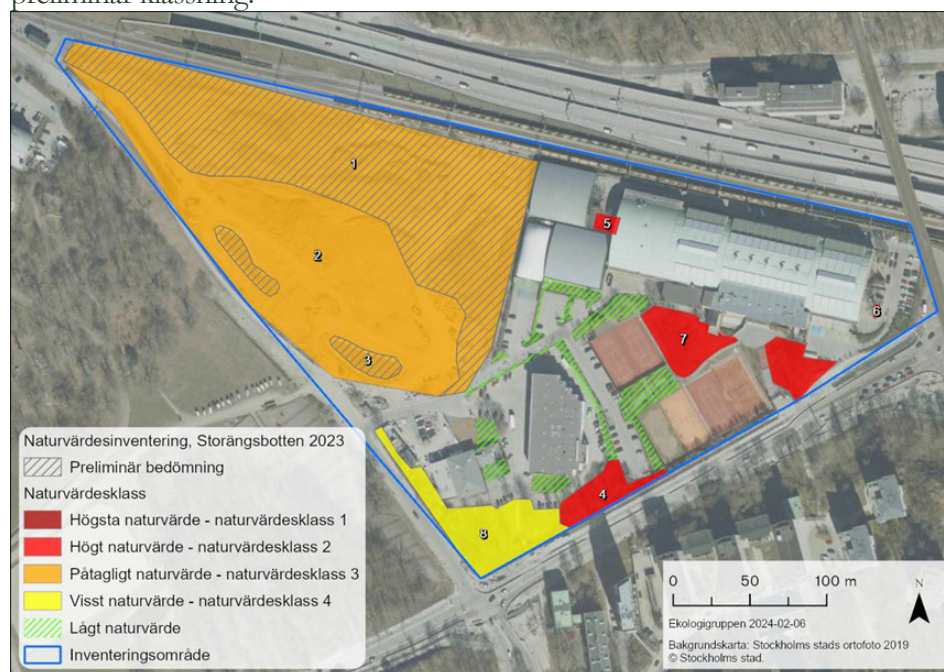 preliminär klassning.
1
2
3
5
6
7
4
8
Naturvärdesinventering, Storängsbotten 2023
Preliminär bedömning
Naturvärdesklass
Högsta naturvärde - naturvärdesklass 1
Högt naturvärde - naturvärdesklass 2
Påtagligt naturvärde - naturvärdesklass 3
Visst naturvärde - naturvärdesklass 4
Lågt naturvärde
Inventeringsområde
0 50 100 m
N
Ekologigruppen 2024-02-06
Bakgrundskarta: Stockholms stads ortofoto 2019
© Stockholms stad.